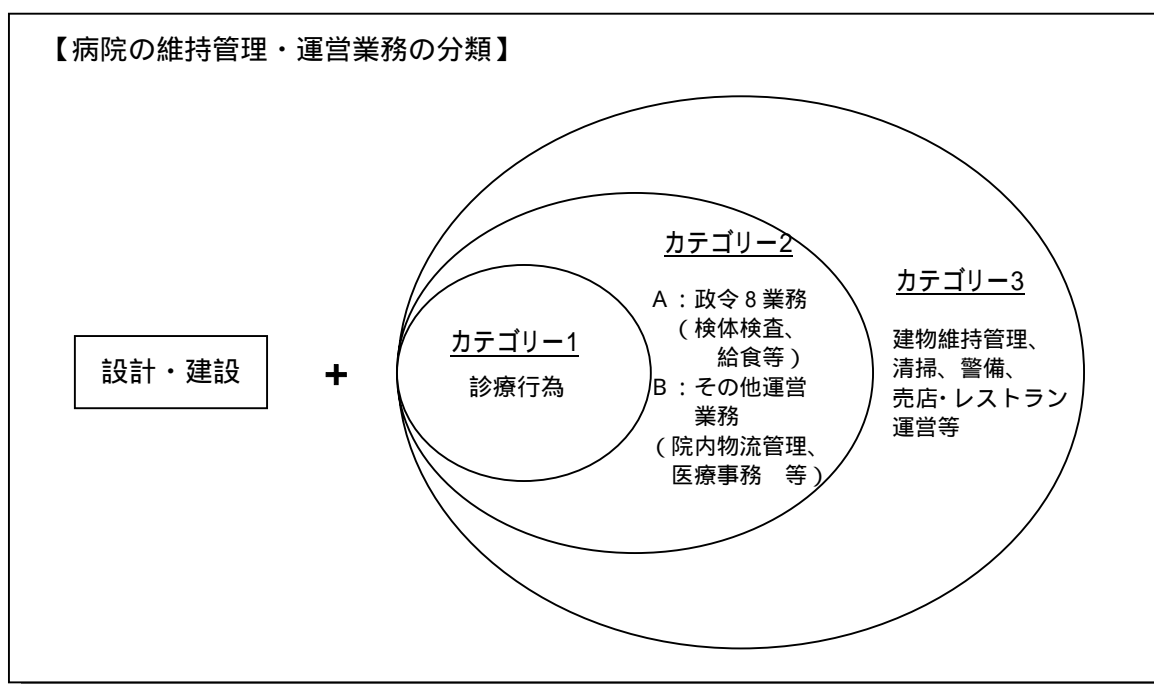 【病院の維持管理・運営業務の分類】
設計・建設
+
カテゴリー1
診療行為
カテゴリー2
A：政令8業務
（検体検査、
給食等）
B：その他運営
業務
（院内物流管理、
医療事務　等）
カテゴリー3
建物維持管理、
清掃、警備、
売店・レストラン
運営等